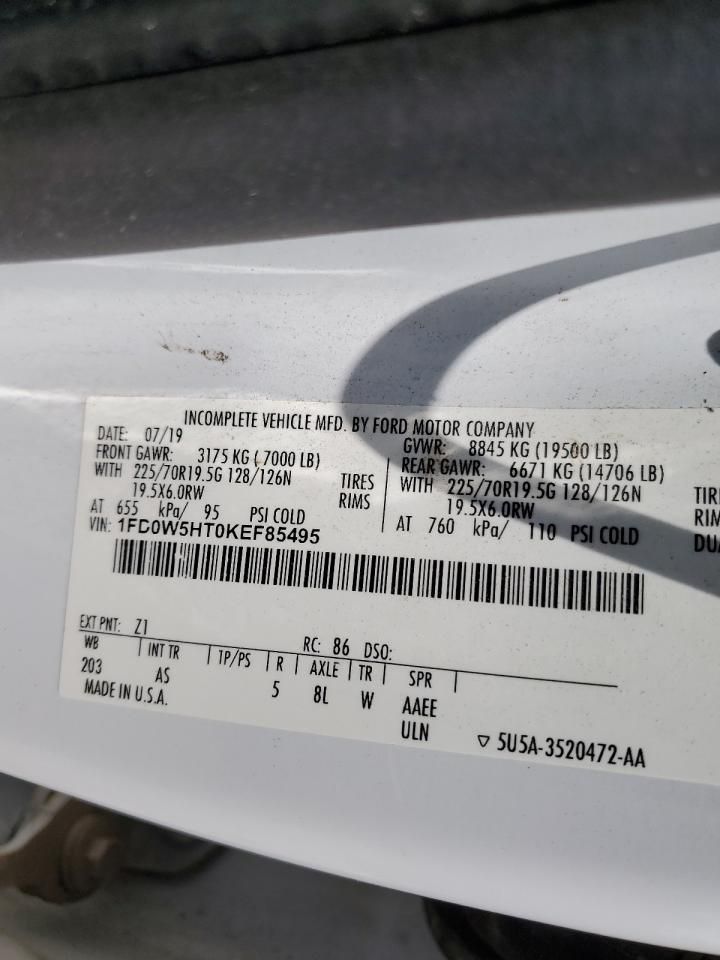 INCOMPLETE VEHICLE MFD. BY FORD MOTOR COMPANY
DATE: 07/19 GVWR: 8845 KG (19500 LB)
FRONT GAWR: 3175 KG ( 7000 LB) REAR GAWR: 6671 KG (14706 LB)
WITH 225/70R19.5G 128/126N TIRES WITH 225/70R19.5G 128/126N
19.5X6.0RW RIMS 19.5X6.0RW
AT 655 kPa/ 95 PSI COLD AT 760 kPa/ 110 PSI COLD
VIN: 1FD0W5HT0KEF85495
EXT PNT: Z1 RC: 86 DSO:
WB INT TR TP/PS R AXLE TR SPR
203 AS 5 8L W AAEE
MADE IN U.S.A. ULN
5U5A-3520472-AA